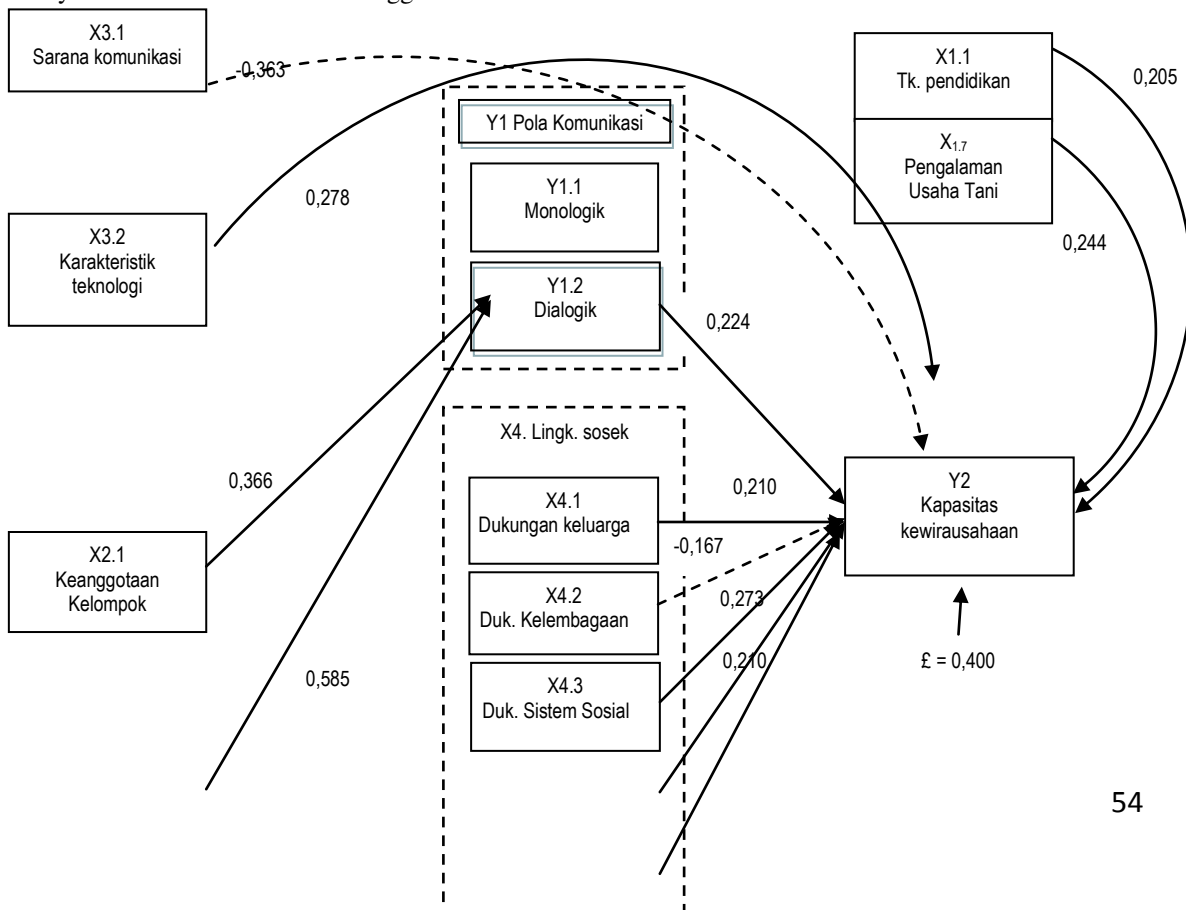 X3.1
Sarana komunikasi
-0,363
X1.1
Tk. pendidikan
0,205
X1.7
Pengalaman
Usaha Tani
0,244
Y1 Pola Komunikasi
Y1.1
Monologik
0,278
X3.2
Karakteristik
teknologi
Y1.2
Dialogik
0,224
X4. Lingk. sosek
0,366
X4.1
Dukungan keluarga
0,210
-0,167
Y2
Kapasitas
kewirausahaan
X2.1
Keanggotaan
Kelompok
X4.2
Duk. Kelembagaan
0,273
0,210
£ = 0,400
0,585
X4.3
Duk. Sistem Sosial
54